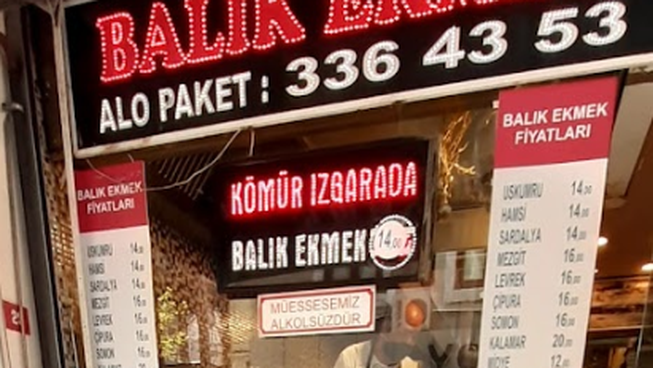 BALIK EKMEK
ALO PAKET : 336 43 53
BALIK EKMEK
FİYATLARI
USKUMRU 14,00
HAMSI 14,00
SARDALYA 14,00
MEZGİT 16,00
LEVREK 16,00
ÇİPURA 16,00
SOMON 16,00
KÖMÜR IZGARADA
BALIK EKMEK 14,00
MÜESSESEMİZ
ALKOLSÜZDÜR
BALIK EKMEK
FİYATLARI
USKUMRU 14,00
HAMSI 14,00
SARDALYA 14,00
MEZGİT 16,00
LEVREK 16,00
ÇİPURA 16,00
SOMON 16,00
KALAMAR 20,00
MİDYE 12,00